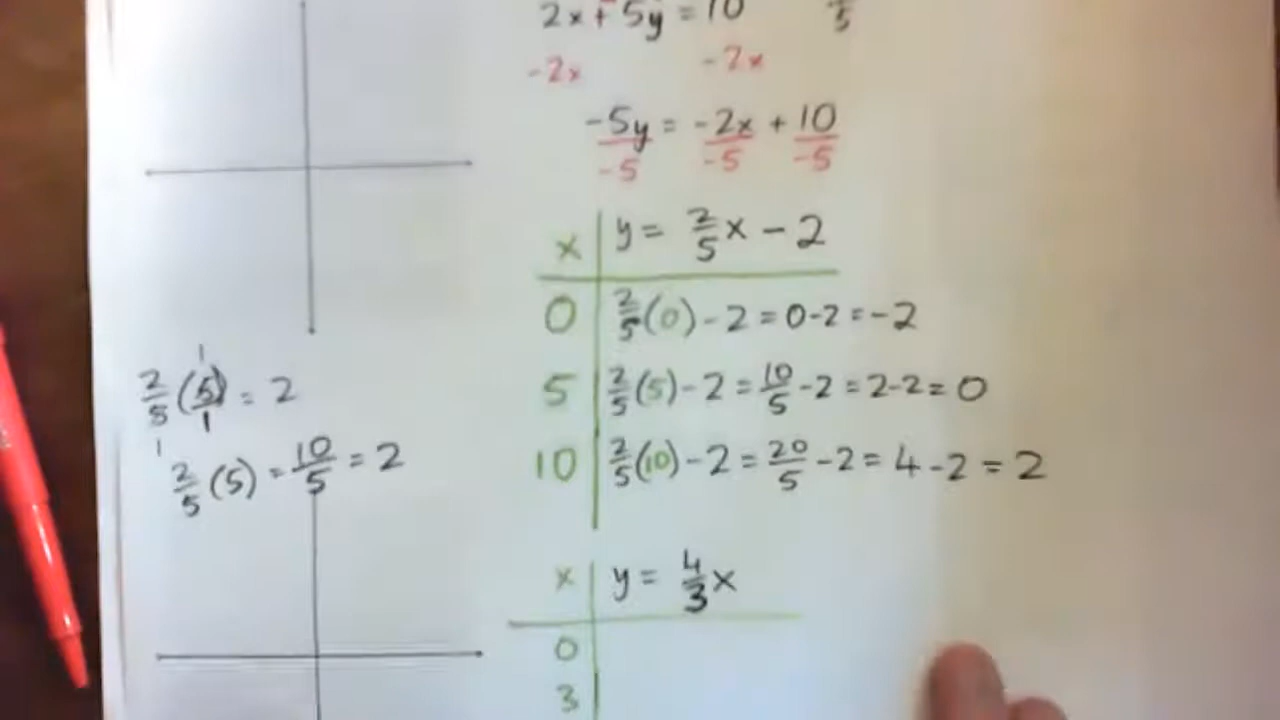 2x + 5y = 10
-2x -2x
-5y = -2x + 10
-5 -5 -5
x y = 2/5 x - 2
0 2/5(0) - 2 = 0-2 = -2
5 2/5(5) - 2 = 10/5 - 2 = 2-2 = 0
10 2/5(10) - 2 = 20/5 - 2 = 4 - 2 = 2
1
2/5 (5/1) = 2
1
2/5 (5) = 10/5 = 2
x y = 4/3 x
0
3